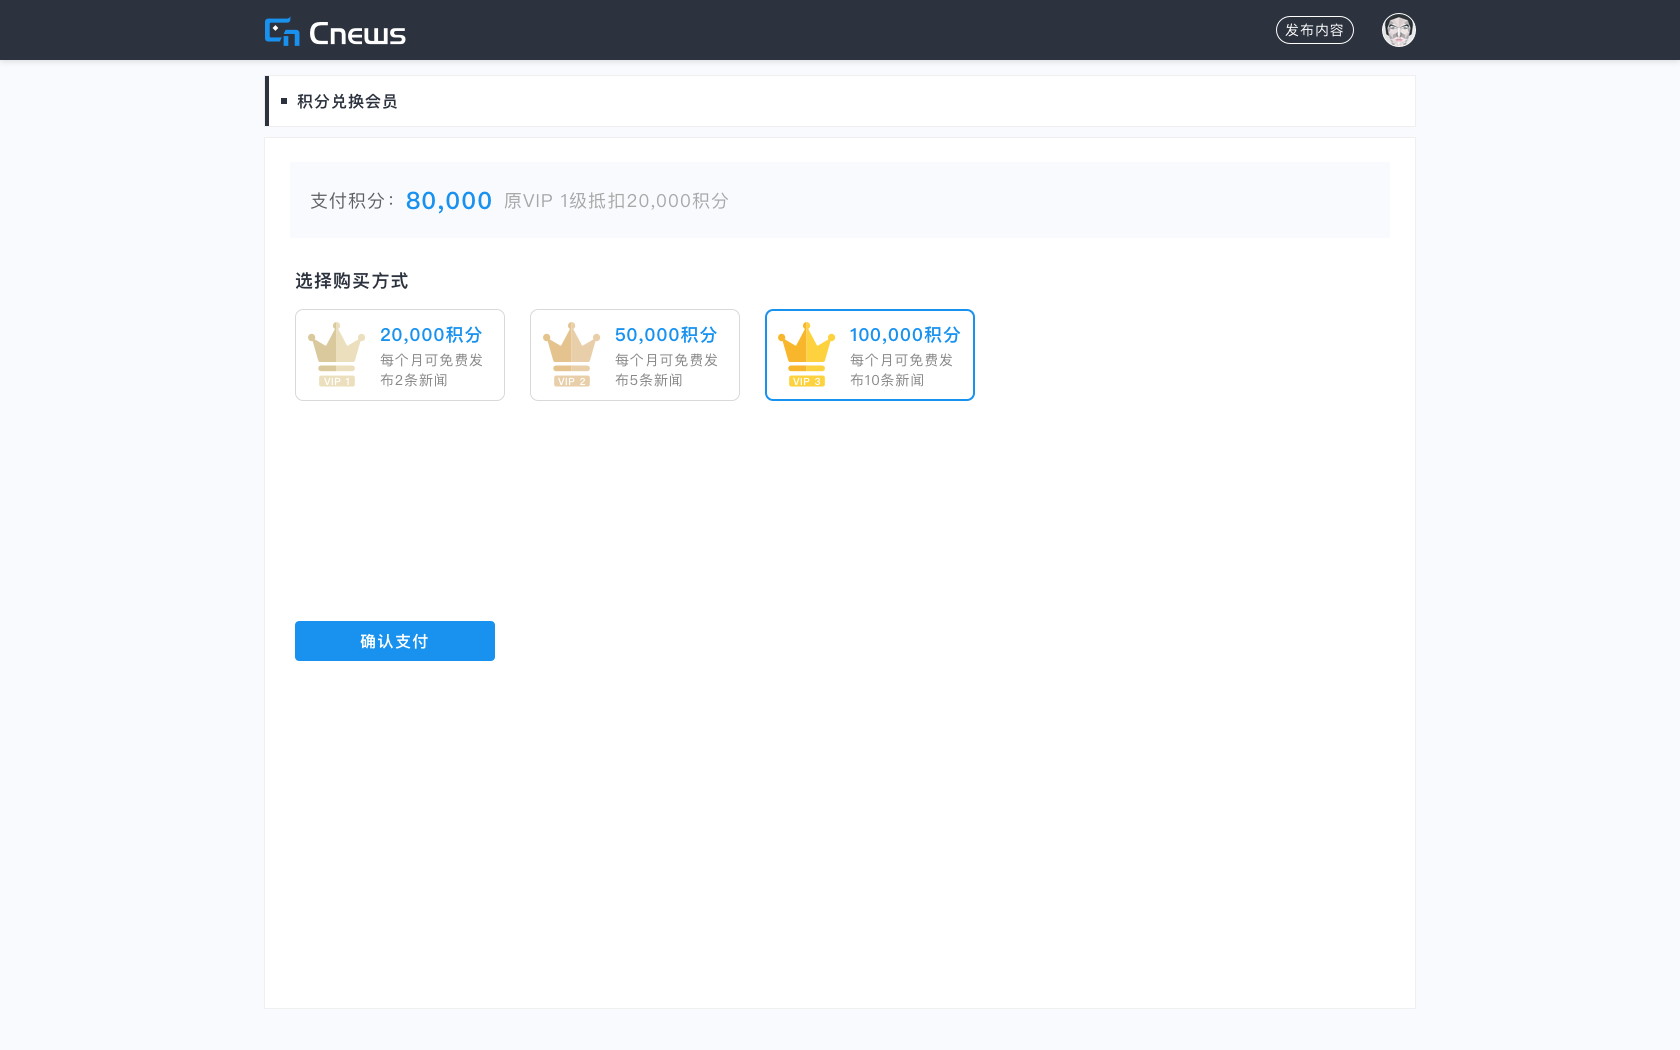 Cnews
发布内容
积分兑换会员
支付积分：80,000 原VIP 1级抵扣20,000积分
选择购买方式
VIP 1
20,000积分
每个月可免费发
布2条新闻
VIP 2
50,000积分
每个月可免费发
布5条新闻
VIP 3
100,000积分
每个月可免费发
布10条新闻
确认支付